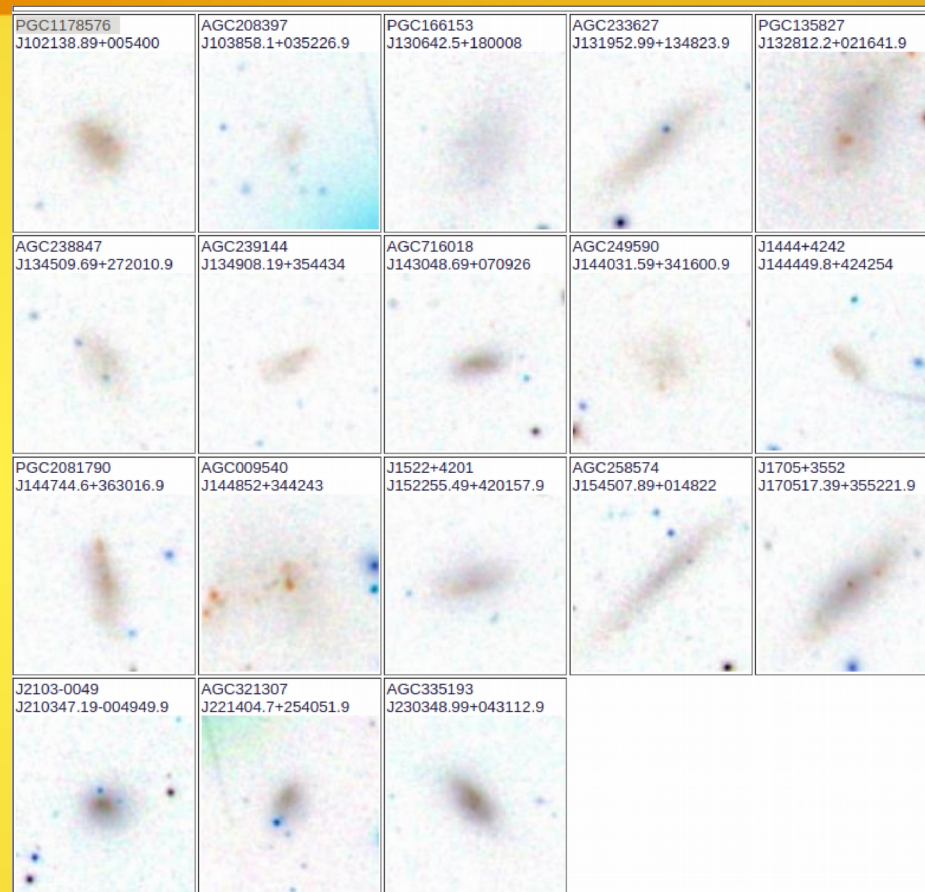 PGC1178576
J102138.89+005400
AGC208397
J103858.1+035226.9
PGC166153
J130642.5+180008
AGC233627
J131952.99+134823.9
PGC135827
J132812.2+021641.9
AGC238847
J134509.69+272010.9
AGC239144
J134908.19+354434
AGC716018
J143048.69+070926
AGC249590
J144031.59+341600.9
J1444+4242
J144449.8+424254
PGC2081790
J144744.6+363016.9
AGC009540
J144852+344243
J1522+4201
J152255.49+420157.9
AGC258574
J154507.89+014822
J1705+3552
J170517.39+355221.9
J2103-0049
J210347.19-004949.9
AGC321307
J221404.7+254051.9
AGC335193
J230348.99+043112.9